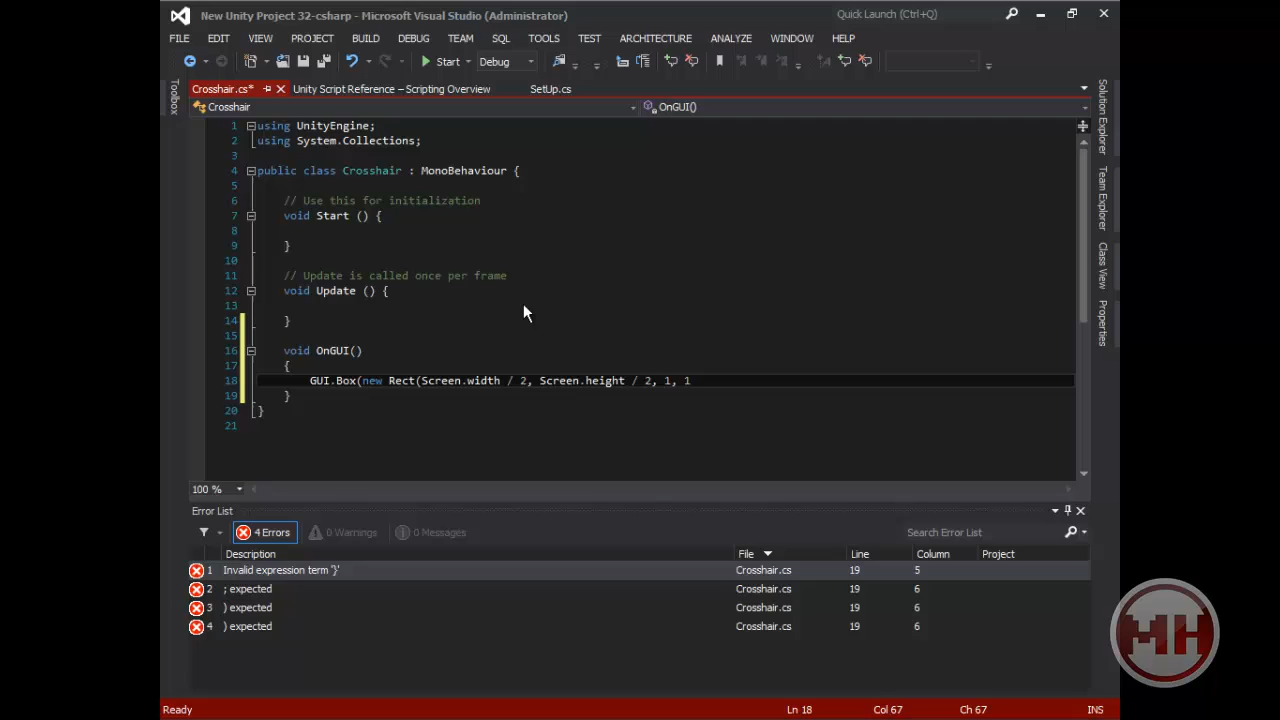 New Unity Project 32-csharp - Microsoft Visual Studio (Administrator)
Quick Launch (Ctrl+Q)
FILE EDIT VIEW PROJECT BUILD DEBUG TEAM SQL TOOLS TEST ARCHITECTURE ANALYZE WINDOW HELP
Start Debug
Toolbox
Crosshair.cs* Unity Script Reference – Scripting Overview SetUp.cs
Crosshair OnGUI()
1 using UnityEngine;
2 using System.Collections;
3
4 public class Crosshair : MonoBehaviour {
5
6 // Use this for initialization
7 void Start () {
8
9 }
10
11 // Update is called once per frame
12 void Update () {
13
14 }
15
16 void OnGUI()
17 {
18 GUI.Box(new Rect(Screen.width / 2, Screen.height / 2, 1, 1
19 }
20 }
21
Solution Explorer
Team Explorer
Class View
Properties
100 %
Error List
4 Errors 0 Warnings 0 Messages Search Error List
Description File Line Column Project
1 Invalid expression term '}' Crosshair.cs 19 5
2 ; expected Crosshair.cs 19 6
3 ) expected Crosshair.cs 19 6
4 ) expected Crosshair.cs 19 6
MH
Ready Ln 18 Col 67 Ch 67 INS